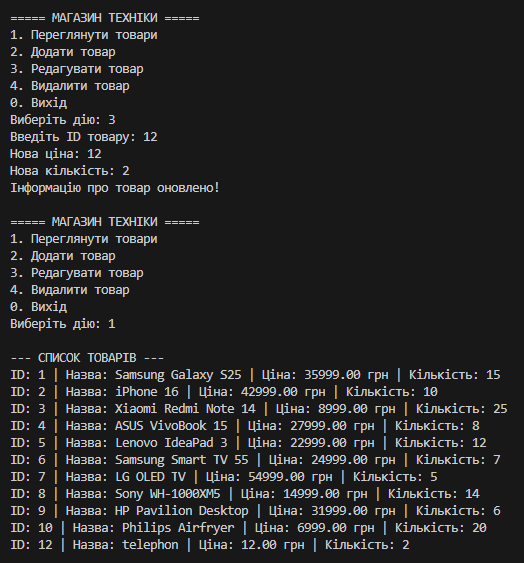 ===== МАГАЗИН ТЕХНІКИ =====
1. Переглянути товари
2. Додати товар
3. Редагувати товар
4. Видалити товар
0. Вихід
Виберіть дію: 3
Введіть ID товару: 12
Нова ціна: 12
Нова кількість: 2
Інформацію про товар оновлено!

===== МАГАЗИН ТЕХНІКИ =====
1. Переглянути товари
2. Додати товар
3. Редагувати товар
4. Видалити товар
0. Вихід
Виберіть дію: 1

--- СПИСОК ТОВАРІВ ---
ID: 1 | Назва: Samsung Galaxy S25 | Ціна: 35999.00 грн | Кількість: 15
ID: 2 | Назва: iPhone 16 | Ціна: 42999.00 грн | Кількість: 10
ID: 3 | Назва: Xiaomi Redmi Note 14 | Ціна: 8999.00 грн | Кількість: 25
ID: 4 | Назва: ASUS VivoBook 15 | Ціна: 27999.00 грн | Кількість: 8
ID: 5 | Назва: Lenovo IdeaPad 3 | Ціна: 22999.00 грн | Кількість: 12
ID: 6 | Назва: Samsung Smart TV 55 | Ціна: 24999.00 грн | Кількість: 7
ID: 7 | Назва: LG OLED TV | Ціна: 54999.00 грн | Кількість: 5
ID: 8 | Назва: Sony WH-1000XM5 | Ціна: 14999.00 грн | Кількість: 14
ID: 9 | Назва: HP Pavilion Desktop | Ціна: 31999.00 грн | Кількість: 6
ID: 10 | Назва: Philips Airfryer | Ціна: 6999.00 грн | Кількість: 20
ID: 12 | Назва: telephon | Ціна: 12.00 грн | Кількість: 2